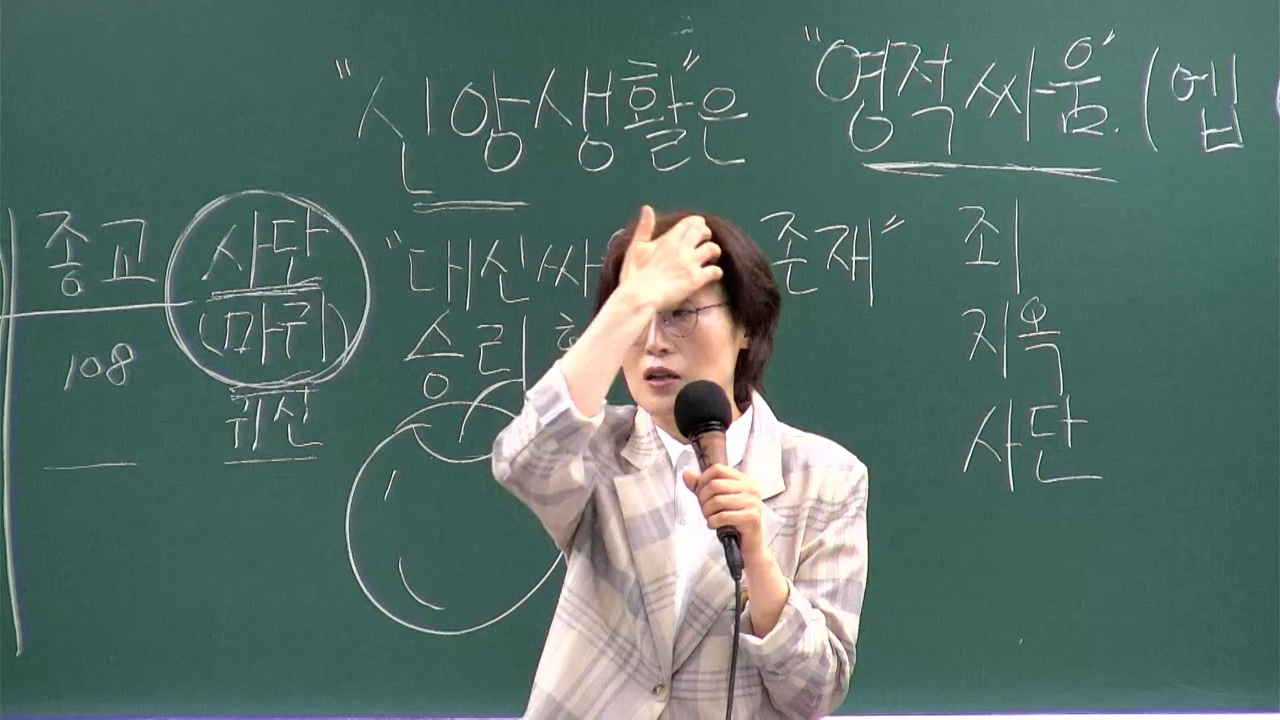 "신앙생활"은 "영적싸움". (엡
종교 사단 "대신싸 존재" 죄
(마귀) 승리 지옥
108 귀신 사단